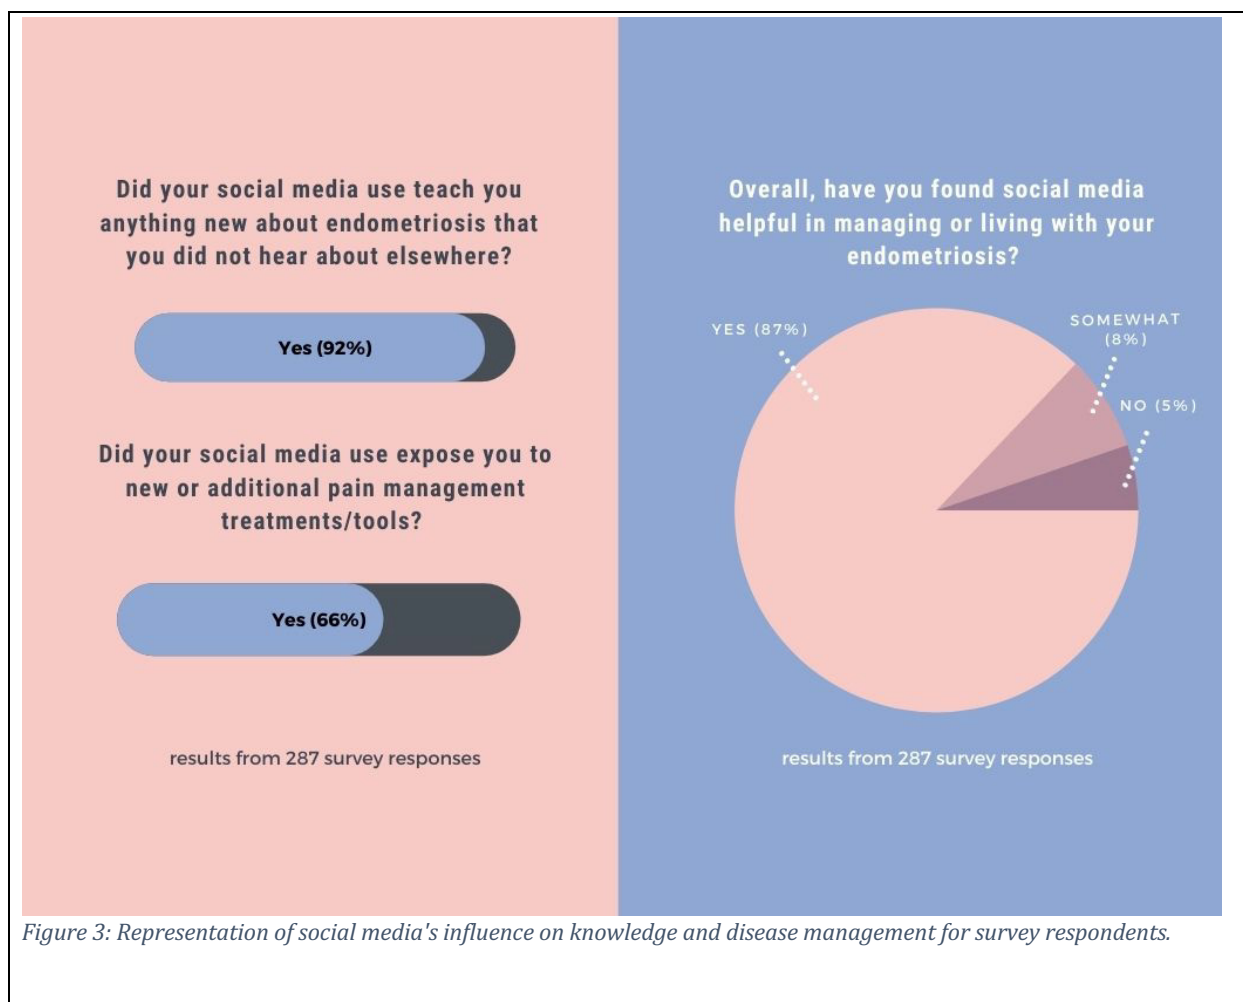 Did your social media use teach you
anything new about endometriosis that
you did not hear about elsewhere?
Yes (92%)
Did your social media use expose you to
new or additional pain management
treatments/tools?
Yes (66%)
results from 287 survey responses
Overall, have you found social media
helpful in managing or living with your
endometriosis?
YES (87%)
SOMEWHAT
(8%)
NO (5%)
results from 287 survey responses
Figure 3: Representation of social media's influence on knowledge and disease management for survey respondents.